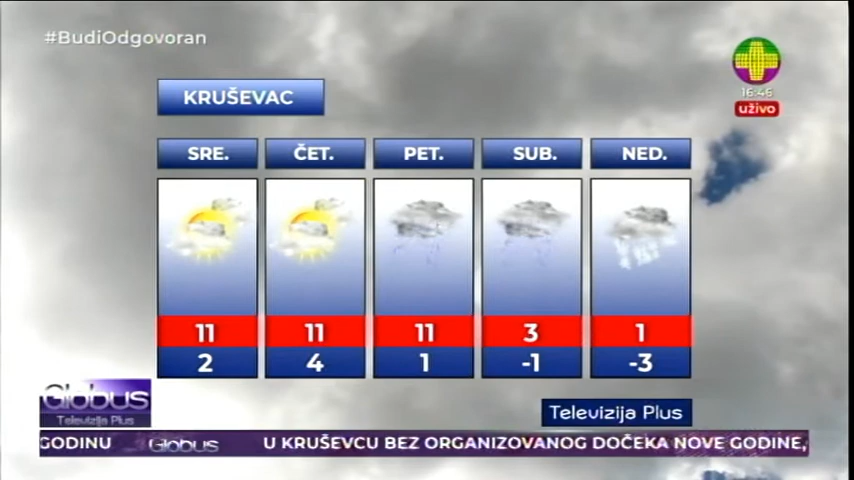 #BudiOdgovoran
16:46
uživo
KRUŠEVAC
SRE. ČET. PET. SUB. NED.
11 11 11 3 1
2 4 1 -1 -3
Globus
Televizija Plus
Televizija Plus
GODINU Globus U KRUŠEVCU BEZ ORGANIZOVANOG DOČEKA NOVE GODINE,